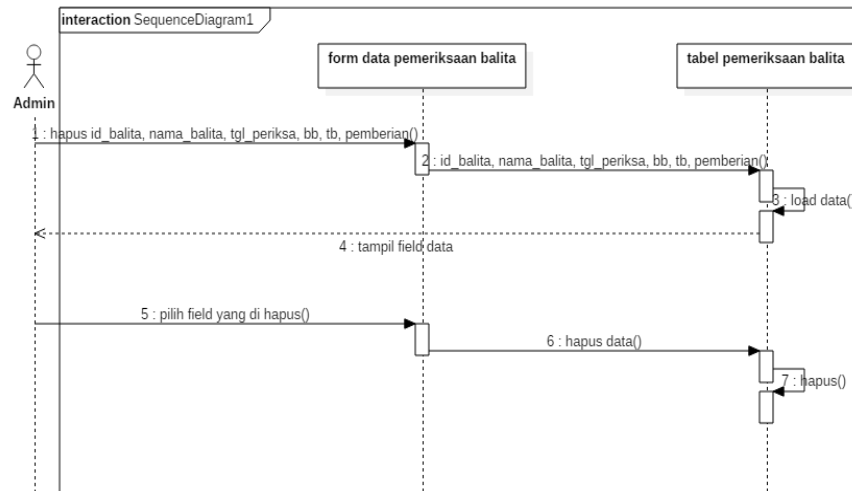 interaction SequenceDiagram1
form data pemeriksaan balita
tabel pemeriksaan balita
Admin
1 : hapus id_balita, nama_balita, tgl_periksa, bb, tb, pemberian()
2 : id_balita, nama_balita, tgl_periksa, bb, tb, pemberian()
3 : load data()
4 : tampil field data
5 : pilih field yang di hapus()
6 : hapus data()
7 : hapus()